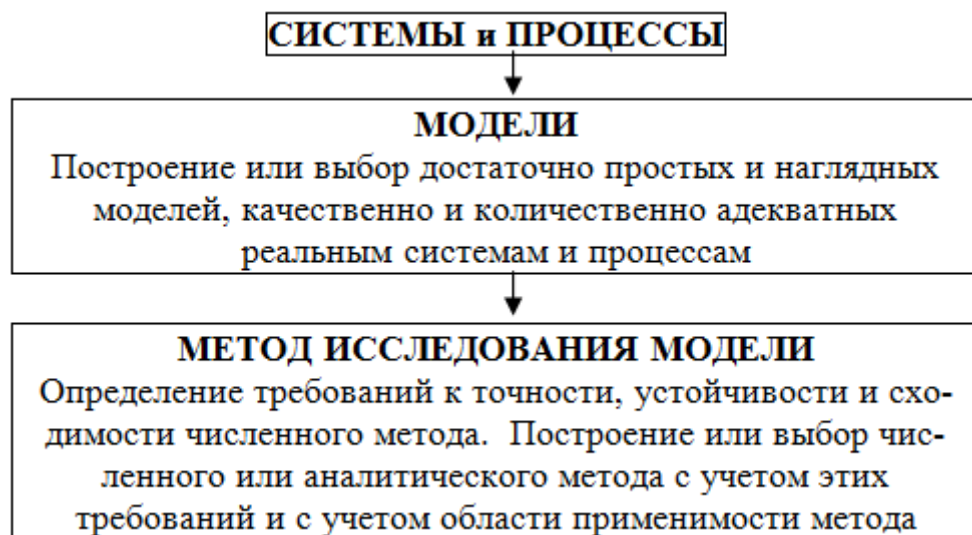 СИСТЕМЫ и ПРОЦЕССЫ
МОДЕЛИ
Построение или выбор достаточно простых и наглядных
моделей, качественно и количественно адекватных
реальным системам и процессам
МЕТОД ИССЛЕДОВАНИЯ МОДЕЛИ
Определение требований к точности, устойчивости и схо-
димости численного метода. Построение или выбор чис-
ленного или аналитического метода с учетом этих
требований и с учетом области применимости метода